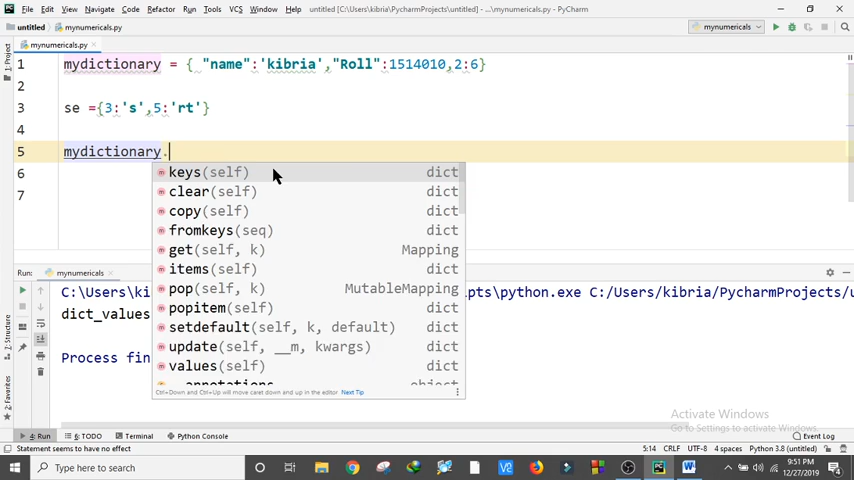 File Edit View Navigate Code Refactor Run Tools VCS Window Help untitled [C:\Users\kibria\PycharmProjects\untitled] - ...\mynumericals.py - PyCharm
untitled mynumericals.py mynumericals
mynumericals.py
1: Project
1 mydictionary = { "name":'kibria',"Roll":1514010,2:6}
2
3 se ={3:'s',5:'rt'}
4
5 mydictionary.
6
7
keys(self) dict
clear(self) dict
copy(self) dict
fromkeys(seq) dict
get(self, k) Mapping
items(self) dict
pop(self, k) MutableMapping
popitem(self) dict
setdefault(self, k, default) dict
update(self, __m, kwargs) dict
values(self) dict
Ctrl+Down and Ctrl+Up will move caret down and up in the editor Next Tip
Run: mynumericals
C:\Users\ki pts\python.exe C:/Users/kibria/PycharmProjects/u
dict_values
Process fin
Z: Structure
2: Favorites
Activate Windows
Go to Settings to activate Windows.
4: Run 6: TODO Terminal Python Console Event Log
Statement seems to have no effect 5:14 CRLF UTF-8 4 spaces Python 3.8 (untitled)
Type here to search
9:51 PM
12/27/2019